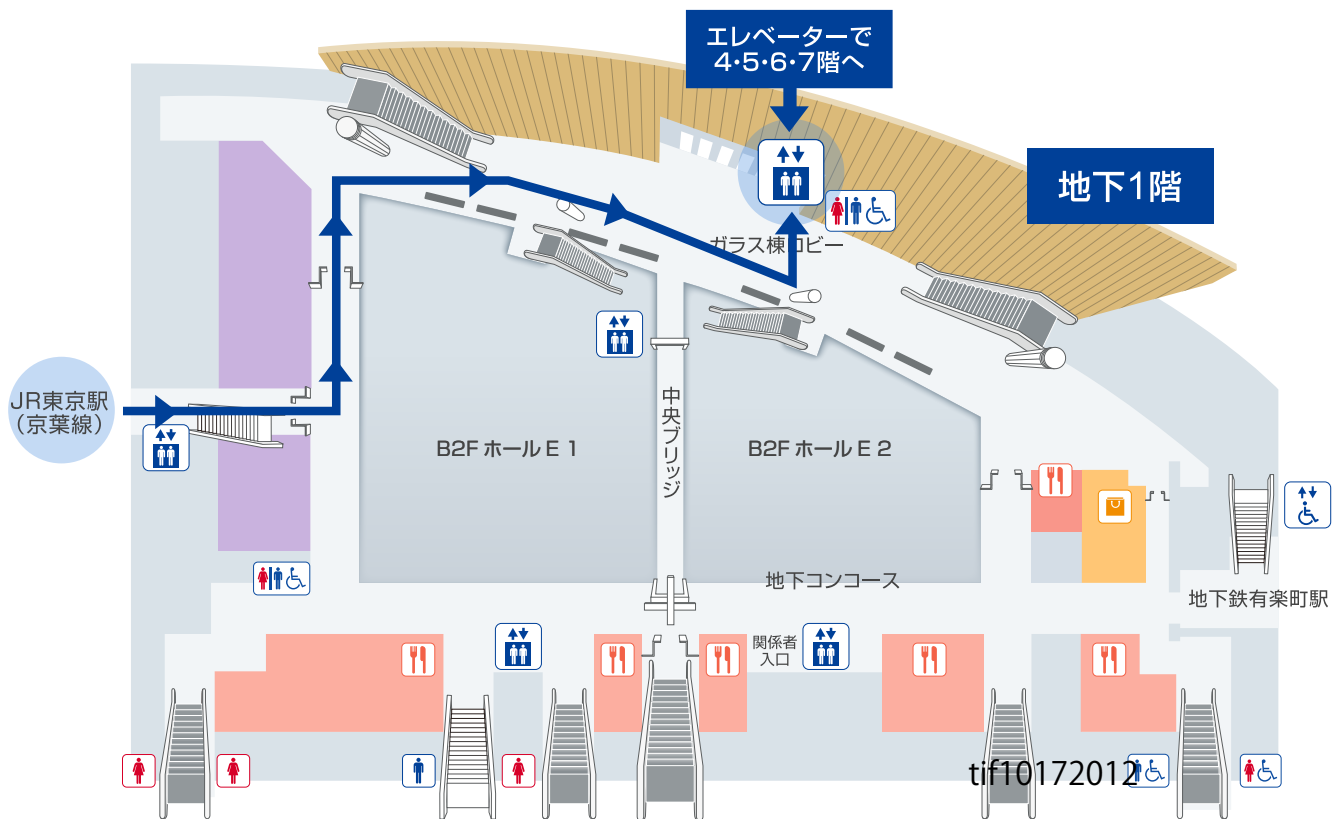 エレベーターで
4・5・6・7階へ
地下1階
ガラス棟ロビー
JR東京駅
（京葉線）
B2F ホール E 1
中央ブリッジ
B2F ホール E 2
地下コンコース
地下鉄有楽町駅
関係者
入口
tif10172012